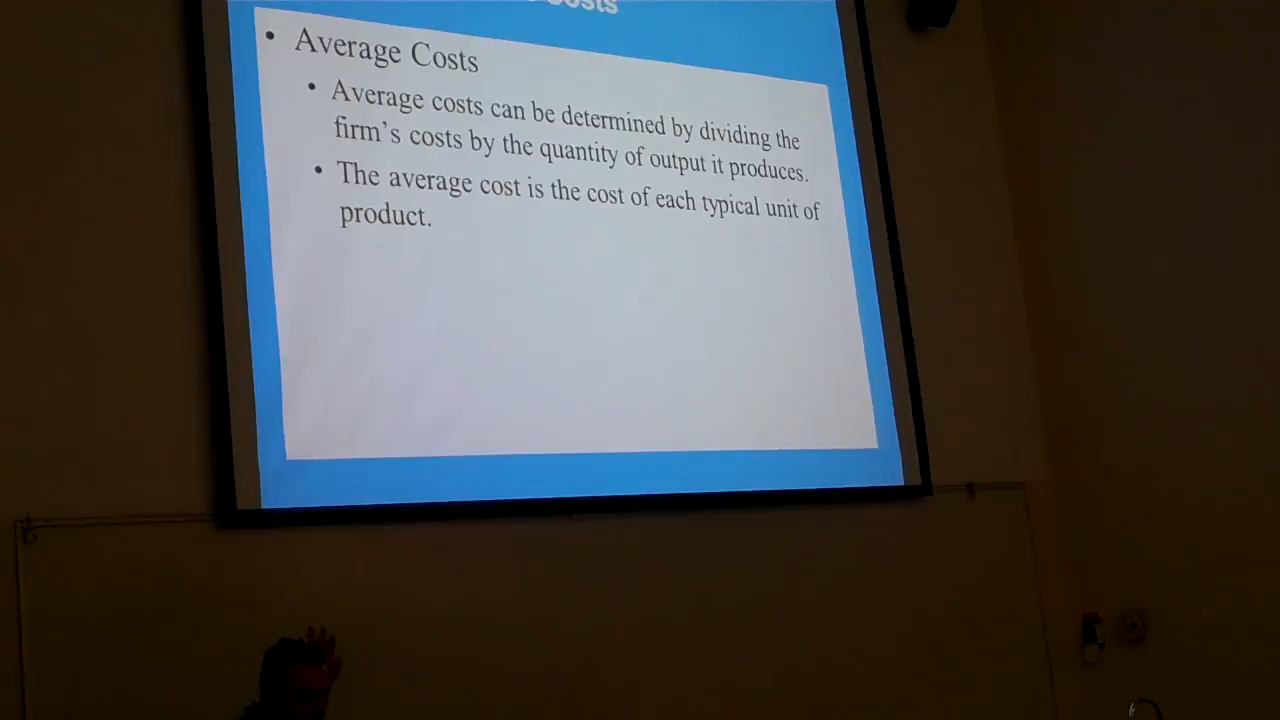 • Average Costs
• Average costs can be determined by dividing the
firm's costs by the quantity of output it produces.
• The average cost is the cost of each typical unit of
product.